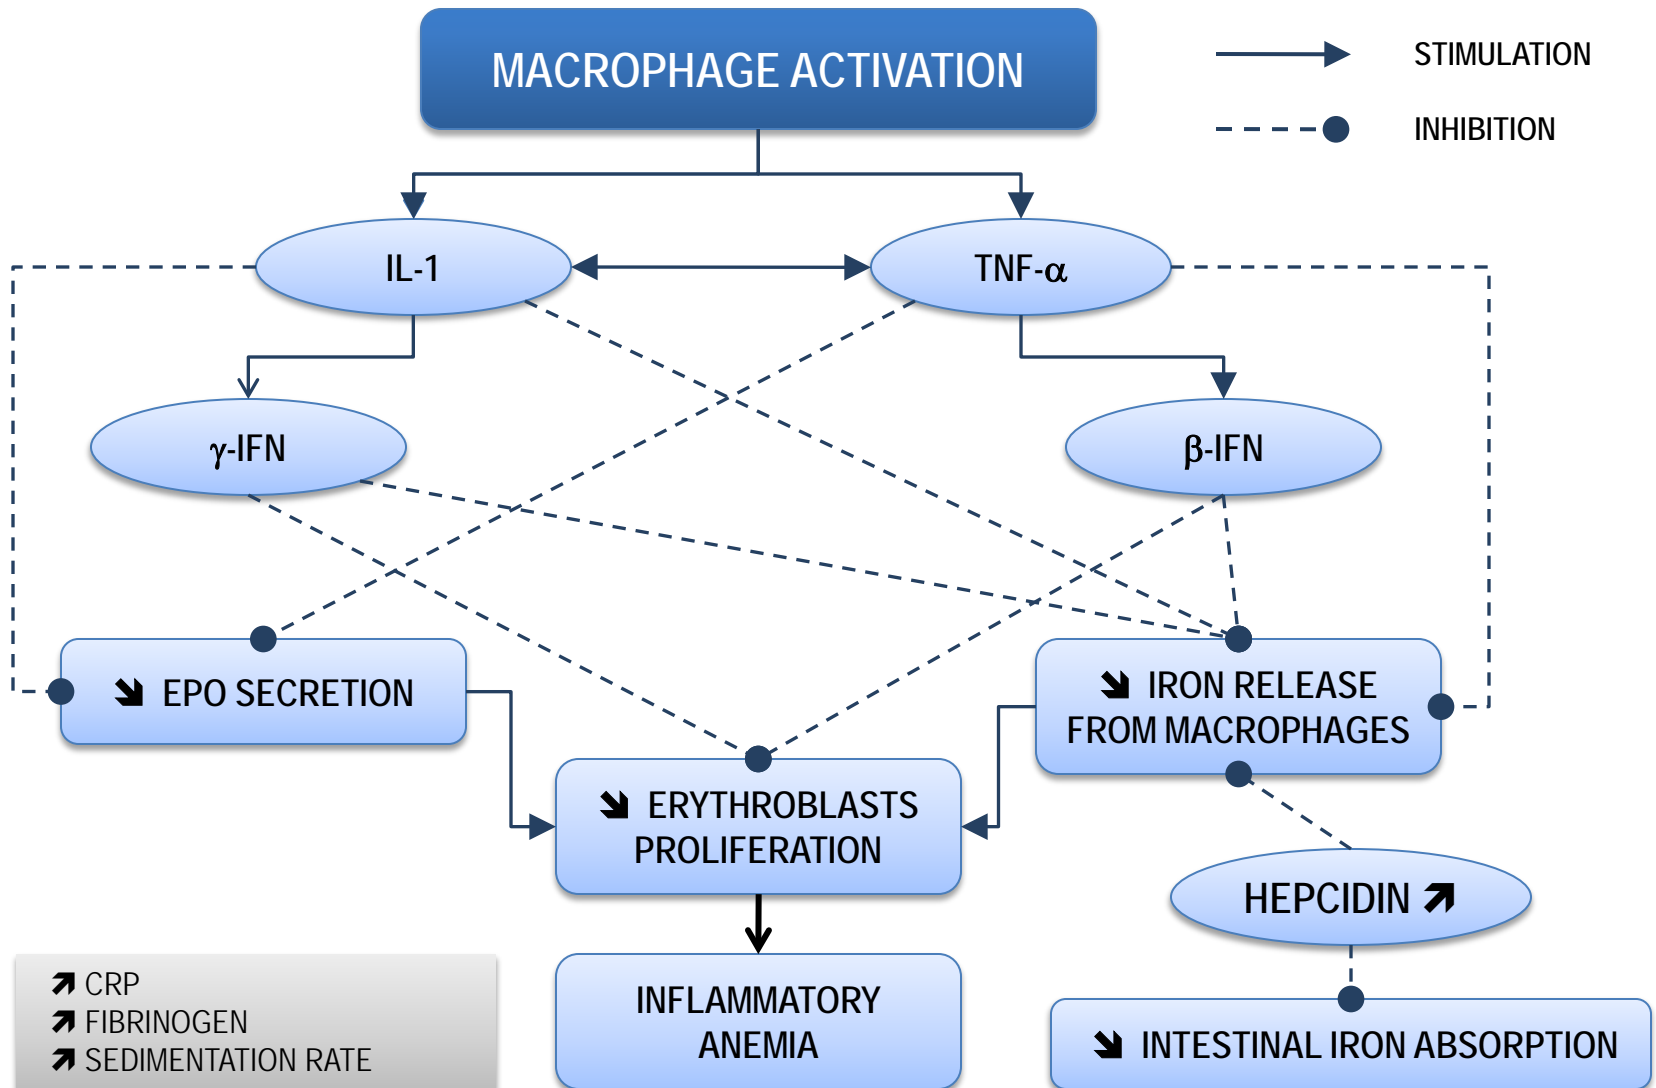 MACROPHAGE ACTIVATION
STIMULATION
INHIBITION
IL-1
TNF-α
γ-IFN
β-IFN
↘ EPO SECRETION
↘ IRON RELEASE
FROM MACROPHAGES
↘ ERYTHROBLASTS
PROLIFERATION
HEPCIDIN ↗
↗ CRP
↗ FIBRINOGEN
↗ SEDIMENTATION RATE
INFLAMMATORY
ANEMIA
↘ INTESTINAL IRON ABSORPTION